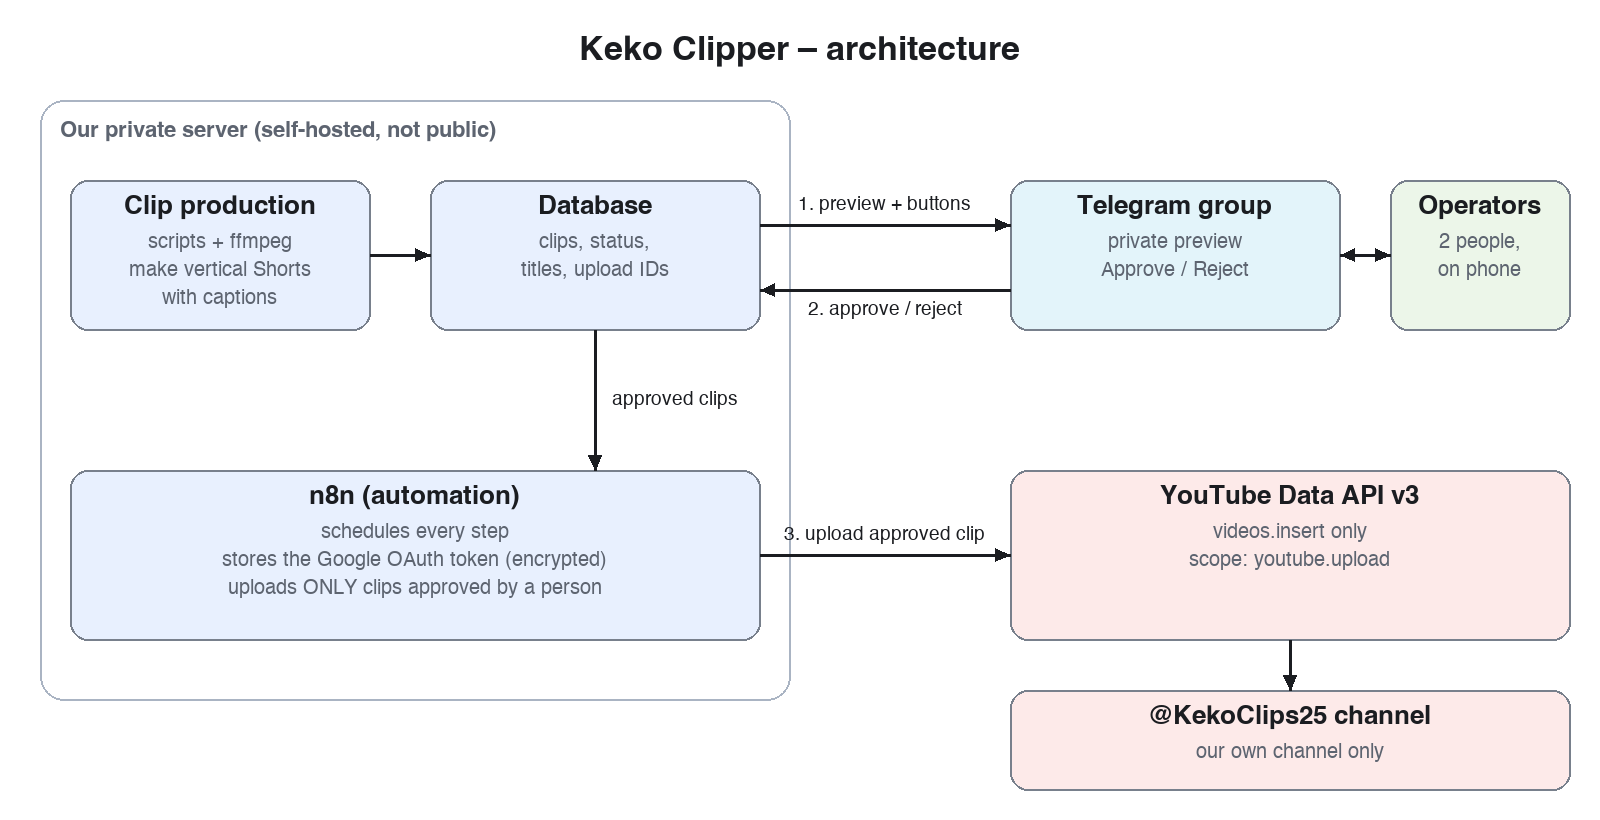 Keko Clipper – architecture
Our private server (self-hosted, not public)
Clip production
scripts + ffmpeg
make vertical Shorts
with captions
Database
clips, status,
titles, upload IDs
1. preview + buttons
2. approve / reject
Telegram group
private preview
Approve / Reject
Operators
2 people,
on phone
approved clips
n8n (automation)
schedules every step
stores the Google OAuth token (encrypted)
uploads ONLY clips approved by a person
3. upload approved clip
YouTube Data API v3
videos.insert only
scope: youtube.upload
@KekoClips25 channel
our own channel only